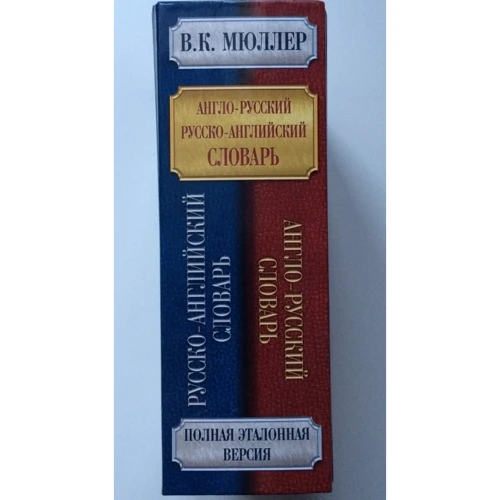 В.К. МЮЛЛЕР
АНГЛО-РУССКИЙ
РУССКО-АНГЛИЙСКИЙ
СЛОВАРЬ
РУССКО-АНГЛИЙСКИЙ
СЛОВАРЬ
АНГЛО-РУССКИЙ
СЛОВАРЬ
ПОЛНАЯ ЭТАЛОННАЯ
ВЕРСИЯ